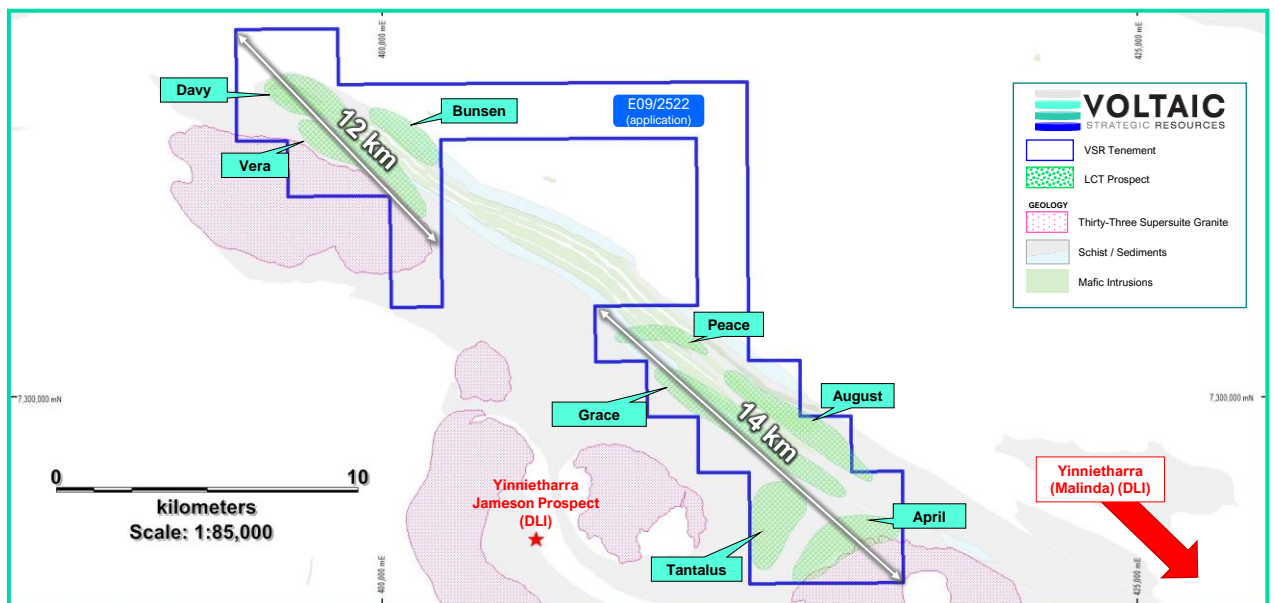 400,000 mE
425,000 mE
Davy
Bunsen
E09/2522
(application)
12 km
Vera
VOLTAIC
STRATEGIC RESOURCES
VSR Tenement
LCT Prospect
GEOLOGY
Thirty-Three Supersuite Granite
Schist / Sediments
Mafic Intrusions
Peace
7,300,000 mN
7,300,000 mN
August
Grace
14 km
0
10
kilometers
Scale: 1:85,000
Yinnietharra
Jameson Prospect
(DLI)
Yinnietharra
(Malinda) (DLI)
April
Tantalus
400,000 mE
425,000 mE